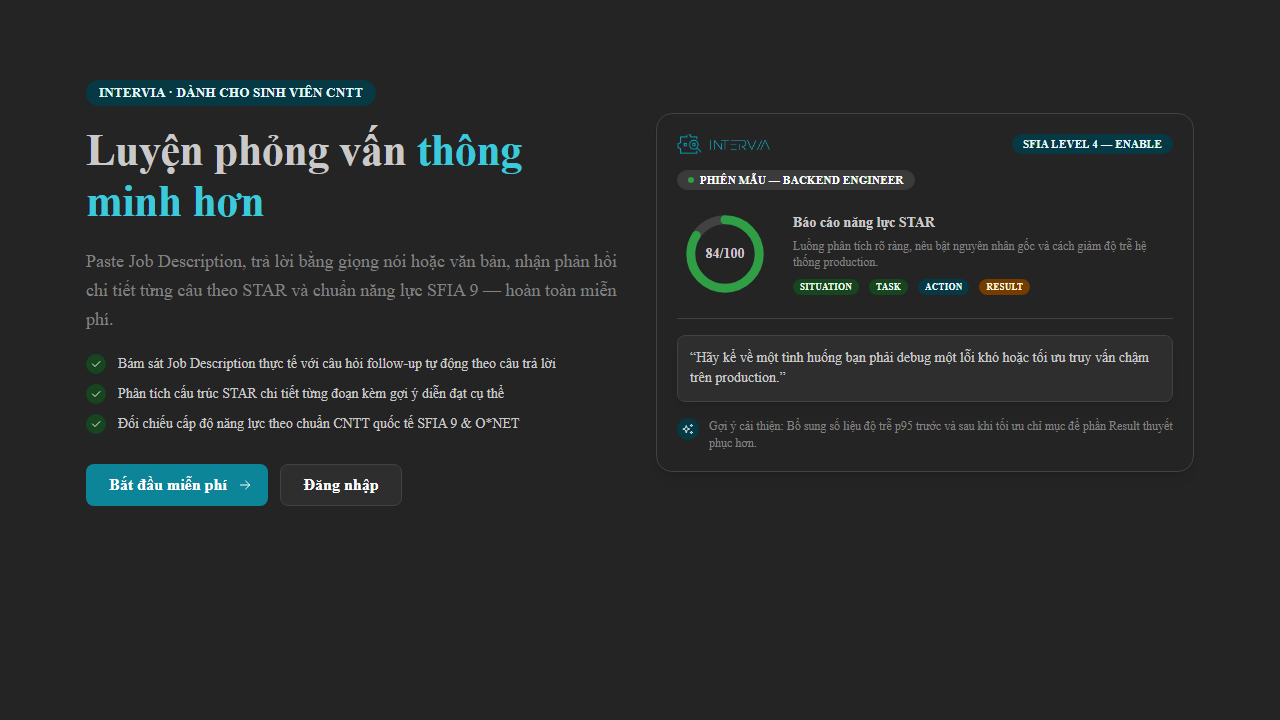 INTERVIA · DÀNH CHO SINH VIÊN CNTT
Luyện phỏng vấn thông
minh hơn
Paste Job Description, trả lời bằng giọng nói hoặc văn bản, nhận phản hồi
chi tiết từng câu theo STAR và chuẩn năng lực SFIA 9 — hoàn toàn miễn
phí.
Bám sát Job Description thực tế với câu hỏi follow-up tự động theo câu trả lời
Phân tích cấu trúc STAR chi tiết từng đoạn kèm gợi ý diễn đạt cụ thể
Đối chiếu cấp độ năng lực theo chuẩn CNTT quốc tế SFIA 9 & O*NET
Bắt đầu miễn phí
Đăng nhập
INTERVIA
SFIA LEVEL 4 — ENABLE
PHIÊN MẪU — BACKEND ENGINEER
84/100
Báo cáo năng lực STAR
Luồng phân tích rõ ràng, nêu bật nguyên nhân gốc và cách giảm độ trễ hệ
thống production.
SITUATION
TASK
ACTION
RESULT
“Hãy kể về một tình huống bạn phải debug một lỗi khó hoặc tối ưu truy vấn chậm
trên production.”
Gợi ý cải thiện: Bổ sung số liệu độ trễ p95 trước và sau khi tối ưu chỉ mục để phần Result thuyết
phục hơn.